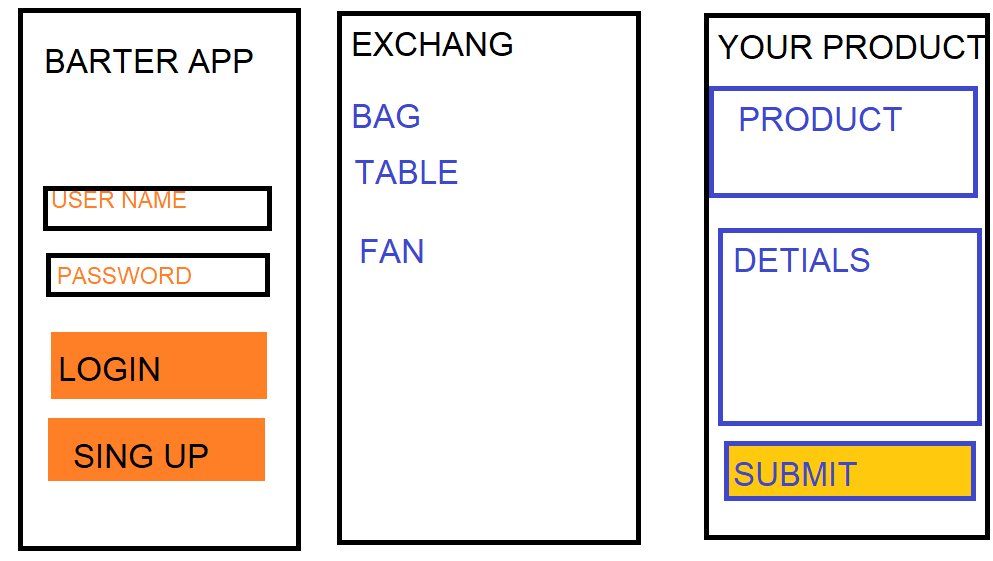 BARTER APP
USER NAME
PASSWORD
LOGIN
SING UP
EXCHANG
BAG
TABLE
FAN
YOUR PRODUCT
PRODUCT
DETIALS
SUBMIT